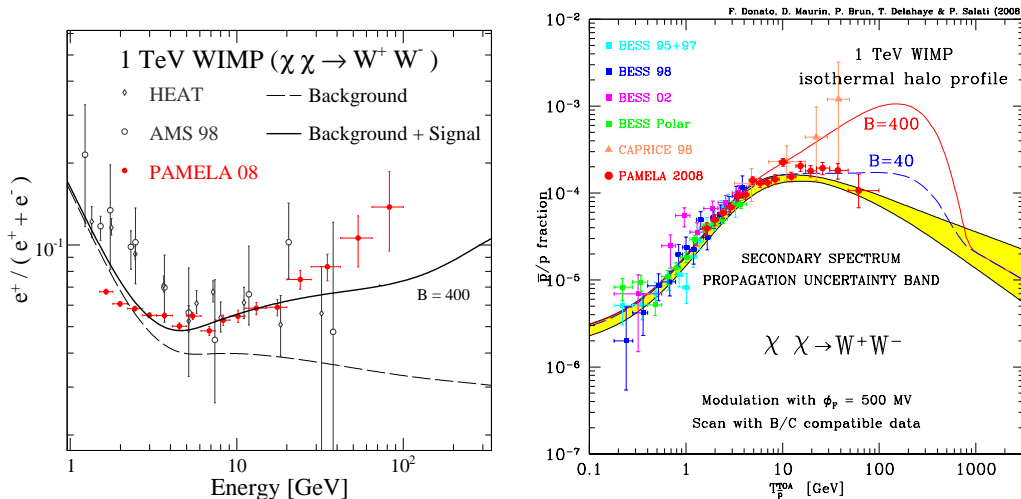 1 TeV WIMP ( χ χ → W⁺ W⁻ )
HEAT
Background
AMS 98
Background + Signal
PAMELA 08
e⁺ / ( e⁺ + e⁻ )
10⁻¹
B = 400
1
10
10²
Energy [GeV]
F. Donato, D. Maurin, P. Brun, T. Delahaye & P. Salati (2008)
10⁻²
10⁻³
10⁻⁴
10⁻⁵
10⁻⁶
10⁻⁷
p̄/p fraction
BESS 95+97
BESS 98
BESS 02
BESS Polar
CAPRICE 98
PAMELA 2008
1 TeV WIMP
isothermal halo profile
B=400
B=40
SECONDARY SPECTRUM
PROPAGATION UNCERTAINTY BAND
χ χ → W⁺W⁻
Modulation with ϕ_F = 500 MV
Scan with B/C compatible data
0.1
1
10
100
1000
T_p̄^TOA [GeV]